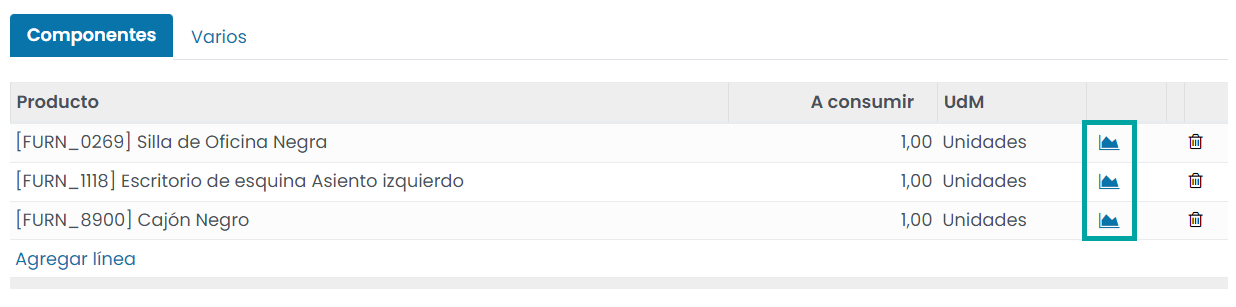 Componentes Varios
Producto A consumir UdM
[FURN_0269] Silla de Oficina Negra 1,00 Unidades
[FURN_1118] Escritorio de esquina Asiento izquierdo 1,00 Unidades
[FURN_8900] Cajón Negro 1,00 Unidades
Agregar línea